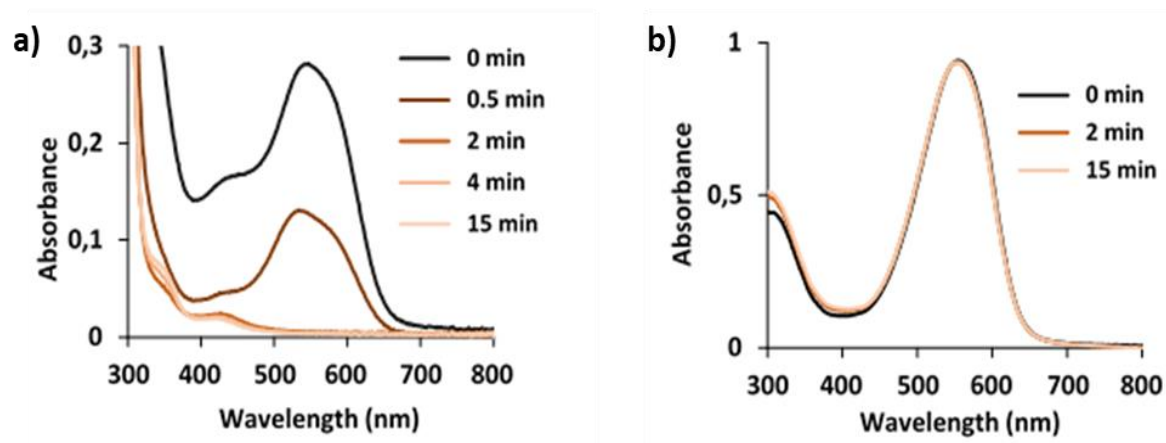 a)
0,3
0,2
0,1
0
Absorbance
0 min
0.5 min
2 min
4 min
15 min
300 400 500 600 700 800
Wavelength (nm)
b)
1
0,5
0
Absorbance
0 min
2 min
15 min
300 400 500 600 700 800
Wavelength (nm)